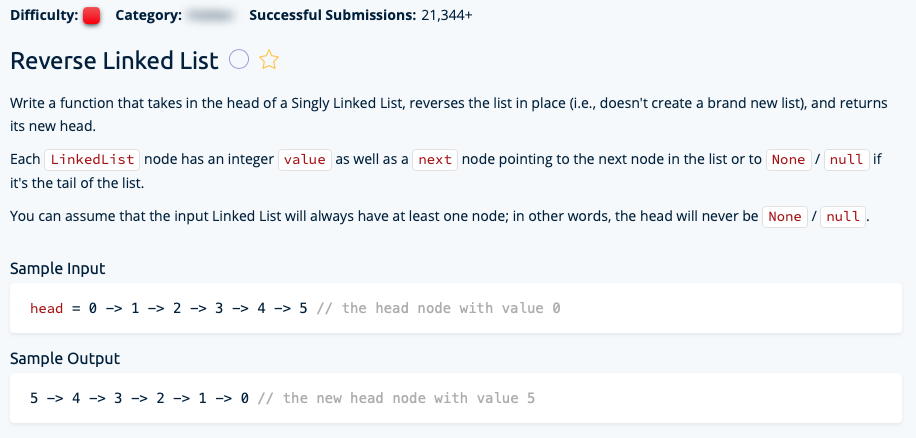 Difficulty: Category: Successful Submissions: 21,344+
Reverse Linked List
Write a function that takes in the head of a Singly Linked List, reverses the list in place (i.e., doesn't create a brand new list), and returns
its new head.
Each LinkedList node has an integer value as well as a next node pointing to the next node in the list or to None / null if
it's the tail of the list.
You can assume that the input Linked List will always have at least one node; in other words, the head will never be None / null.
Sample Input
head = 0 -> 1 -> 2 -> 3 -> 4 -> 5 // the head node with value 0
Sample Output
5 -> 4 -> 3 -> 2 -> 1 -> 0 // the new head node with value 5